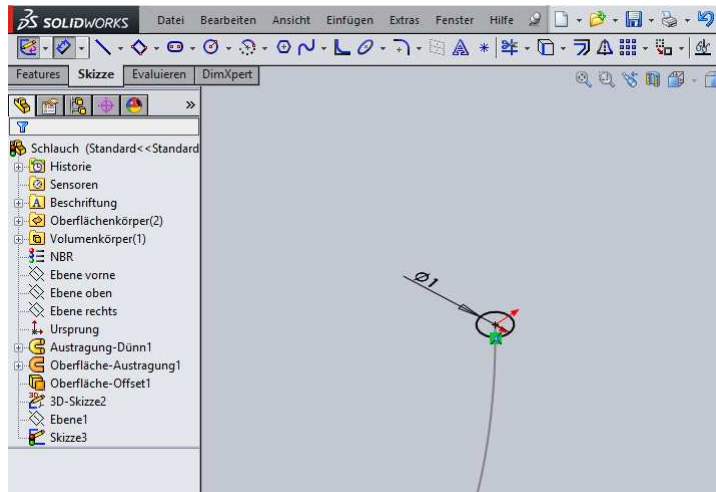 SOLIDWORKS Datei Bearbeiten Ansicht Einfügen Extras Fenster Hilfe
Features Skizze Evaluieren DimXpert
»
Schlauch (Standard<<Standard
Historie
Sensoren
A Beschriftung
Oberflächenkörper(2)
Volumenkörper(1)
NBR
Ebene vorne
Ebene oben
Ebene rechts
Ursprung
Austragung-Dünn1
Oberfläche-Austragung1
Oberfläche-Offset1
3D-Skizze2
Ebene1
Skizze3
Ø1